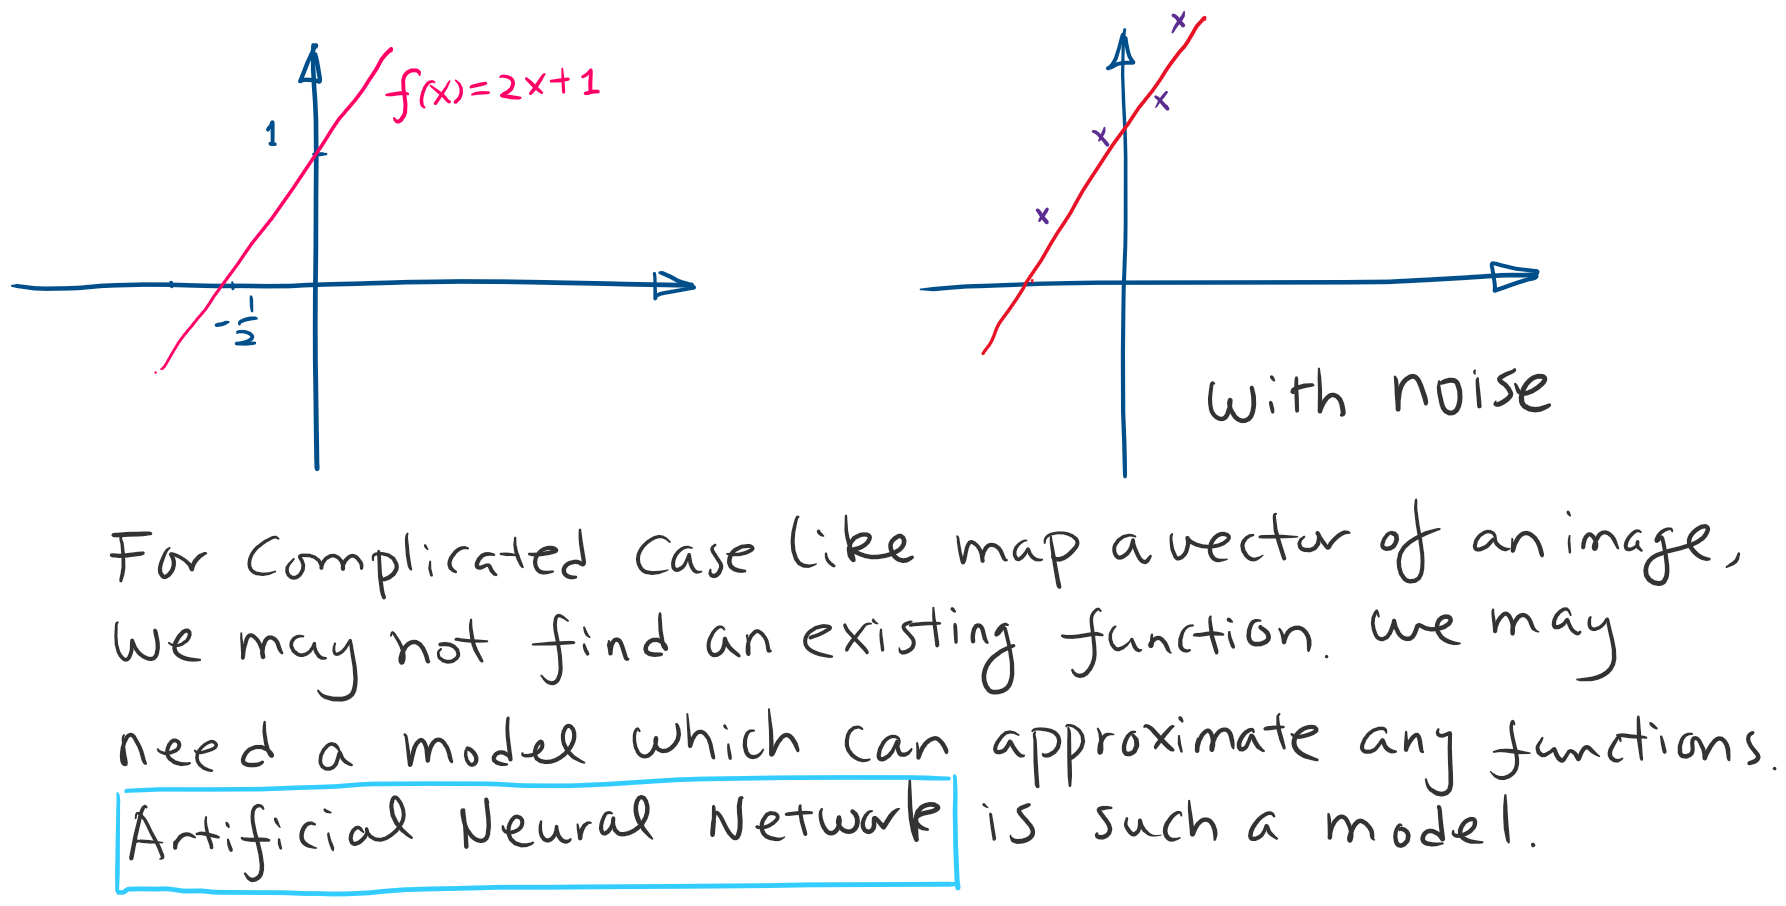 f(x)=2x+1
1
-1/2
x
x
x
x
with noise
For complicated case like map a vector of an image,
we may not find an existing function. we may
need a model which can approximate any functions.
Artificial Neural Network is such a model.